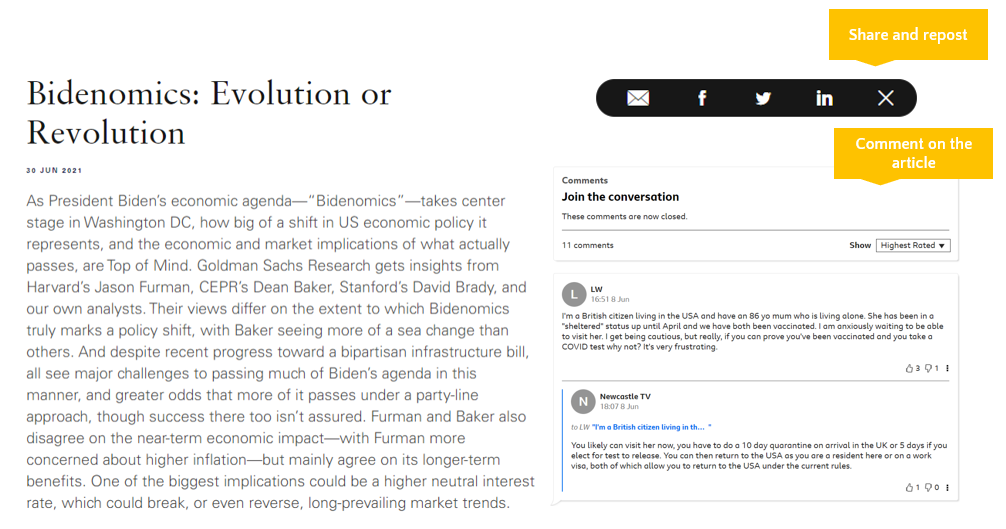 Share and repost
Bidenomics: Evolution or
Revolution
30 JUN 2021
As President Biden's economic agenda—"Bidenomics"—takes center
stage in Washington DC, how big of a shift in US economic policy it
represents, and the economic and market implications of what actually
passes, are Top of Mind. Goldman Sachs Research gets insights from
Harvard's Jason Furman, CEPR's Dean Baker, Stanford's David Brady, and
our own analysts. Their views differ on the extent to which Bidenomics
truly marks a policy shift, with Baker seeing more of a sea change than
others. And despite recent progress toward a bipartisan infrastructure bill,
all see major challenges to passing much of Biden's agenda in this
manner, and greater odds that more of it passes under a party-line
approach, though success there too isn't assured. Furman and Baker also
disagree on the near-term economic impact—with Furman more
concerned about higher inflation—but mainly agree on its longer-term
benefits. One of the biggest implications could be a higher neutral interest
rate, which could break, or even reverse, long-prevailing market trends.
f
in
Comment on the
article
Comments
Join the conversation
These comments are now closed.
11 comments
Show Highest Rated
L
LW
16:51 8 Jun
I'm a British citizen living in the USA and have an 86 yo mum who is living alone. She has been in a
"sheltered" status up until April and we have both been vaccinated. I am anxiously waiting to be able
to visit her. I get being cautious, but really, if you can prove you've been vaccinated and you take a
COVID test why not? It's very frustrating.
3 1
N
Newcastle TV
18:07 8 Jun
to LW "I'm a British citizen living in th... "
You likely can visit her now, you have to do a 10 day quarantine on arrival in the UK or 5 days if you
elect for test to release. You can then return to the USA as you are a resident here or on a work
visa, both of which allow you to return to the USA under the current rules.
1 0